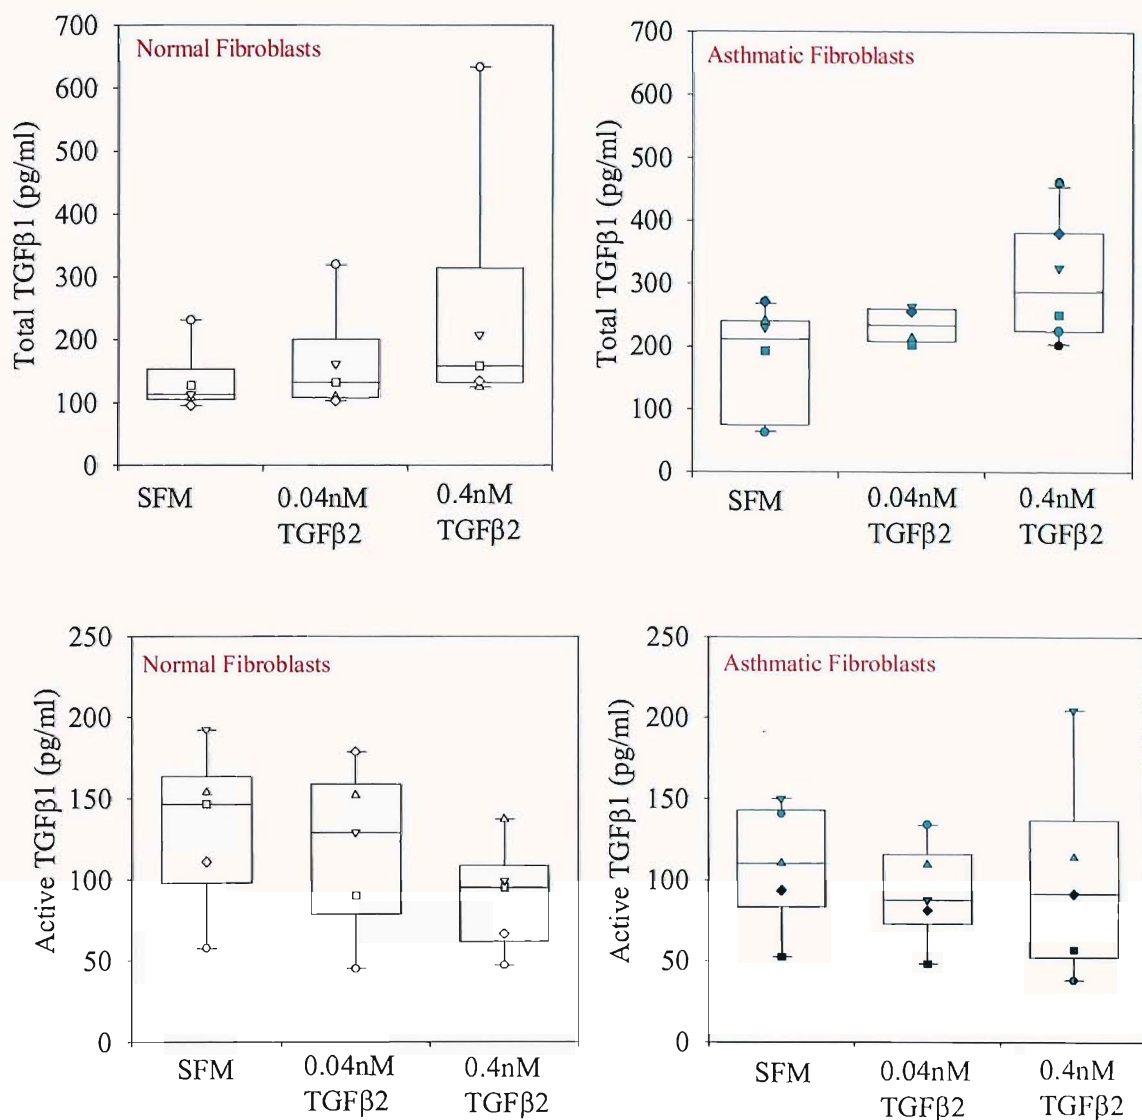 Normal Fibroblasts
Total TGFβ1 (pg/ml)
700
600
500
400
300
200
100
0
SFM
0.04nM
TGFβ2
0.4nM
TGFβ2
Asthmatic Fibroblasts
Total TGFβ1 (pg/ml)
700
600
500
400
300
200
100
0
SFM
0.04nM
TGFβ2
0.4nM
TGFβ2
Normal Fibroblasts
Active TGFβ1 (pg/ml)
250
200
150
100
50
0
SFM
0.04nM
TGFβ2
0.4nM
TGFβ2
Asthmatic Fibroblasts
Active TGFβ1 (pg/ml)
250
200
150
100
50
0
SFM
0.04nM
TGFβ2
0.4nM
TGFβ2